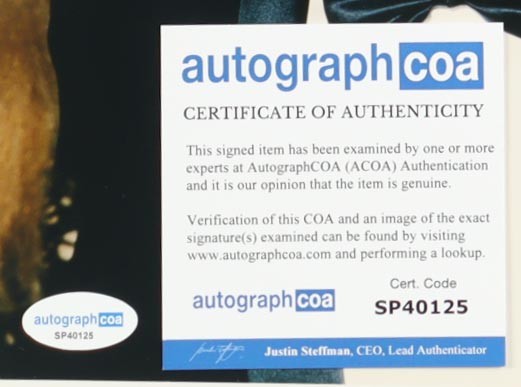 autographcoa
CERTIFICATE OF AUTHENTICITY
This signed item has been examined by one or more
experts at AutographCOA (ACOA) Authentication
and it is our opinion that the item is genuine.
Verification of this COA and an image of the exact
signature(s) examined can be found by visiting
www.autographcoa.com and performing a lookup.
autographcoa
Cert. Code
SP40125
Justin Steffman, CEO, Lead Authenticator
autographcoa
SP40125